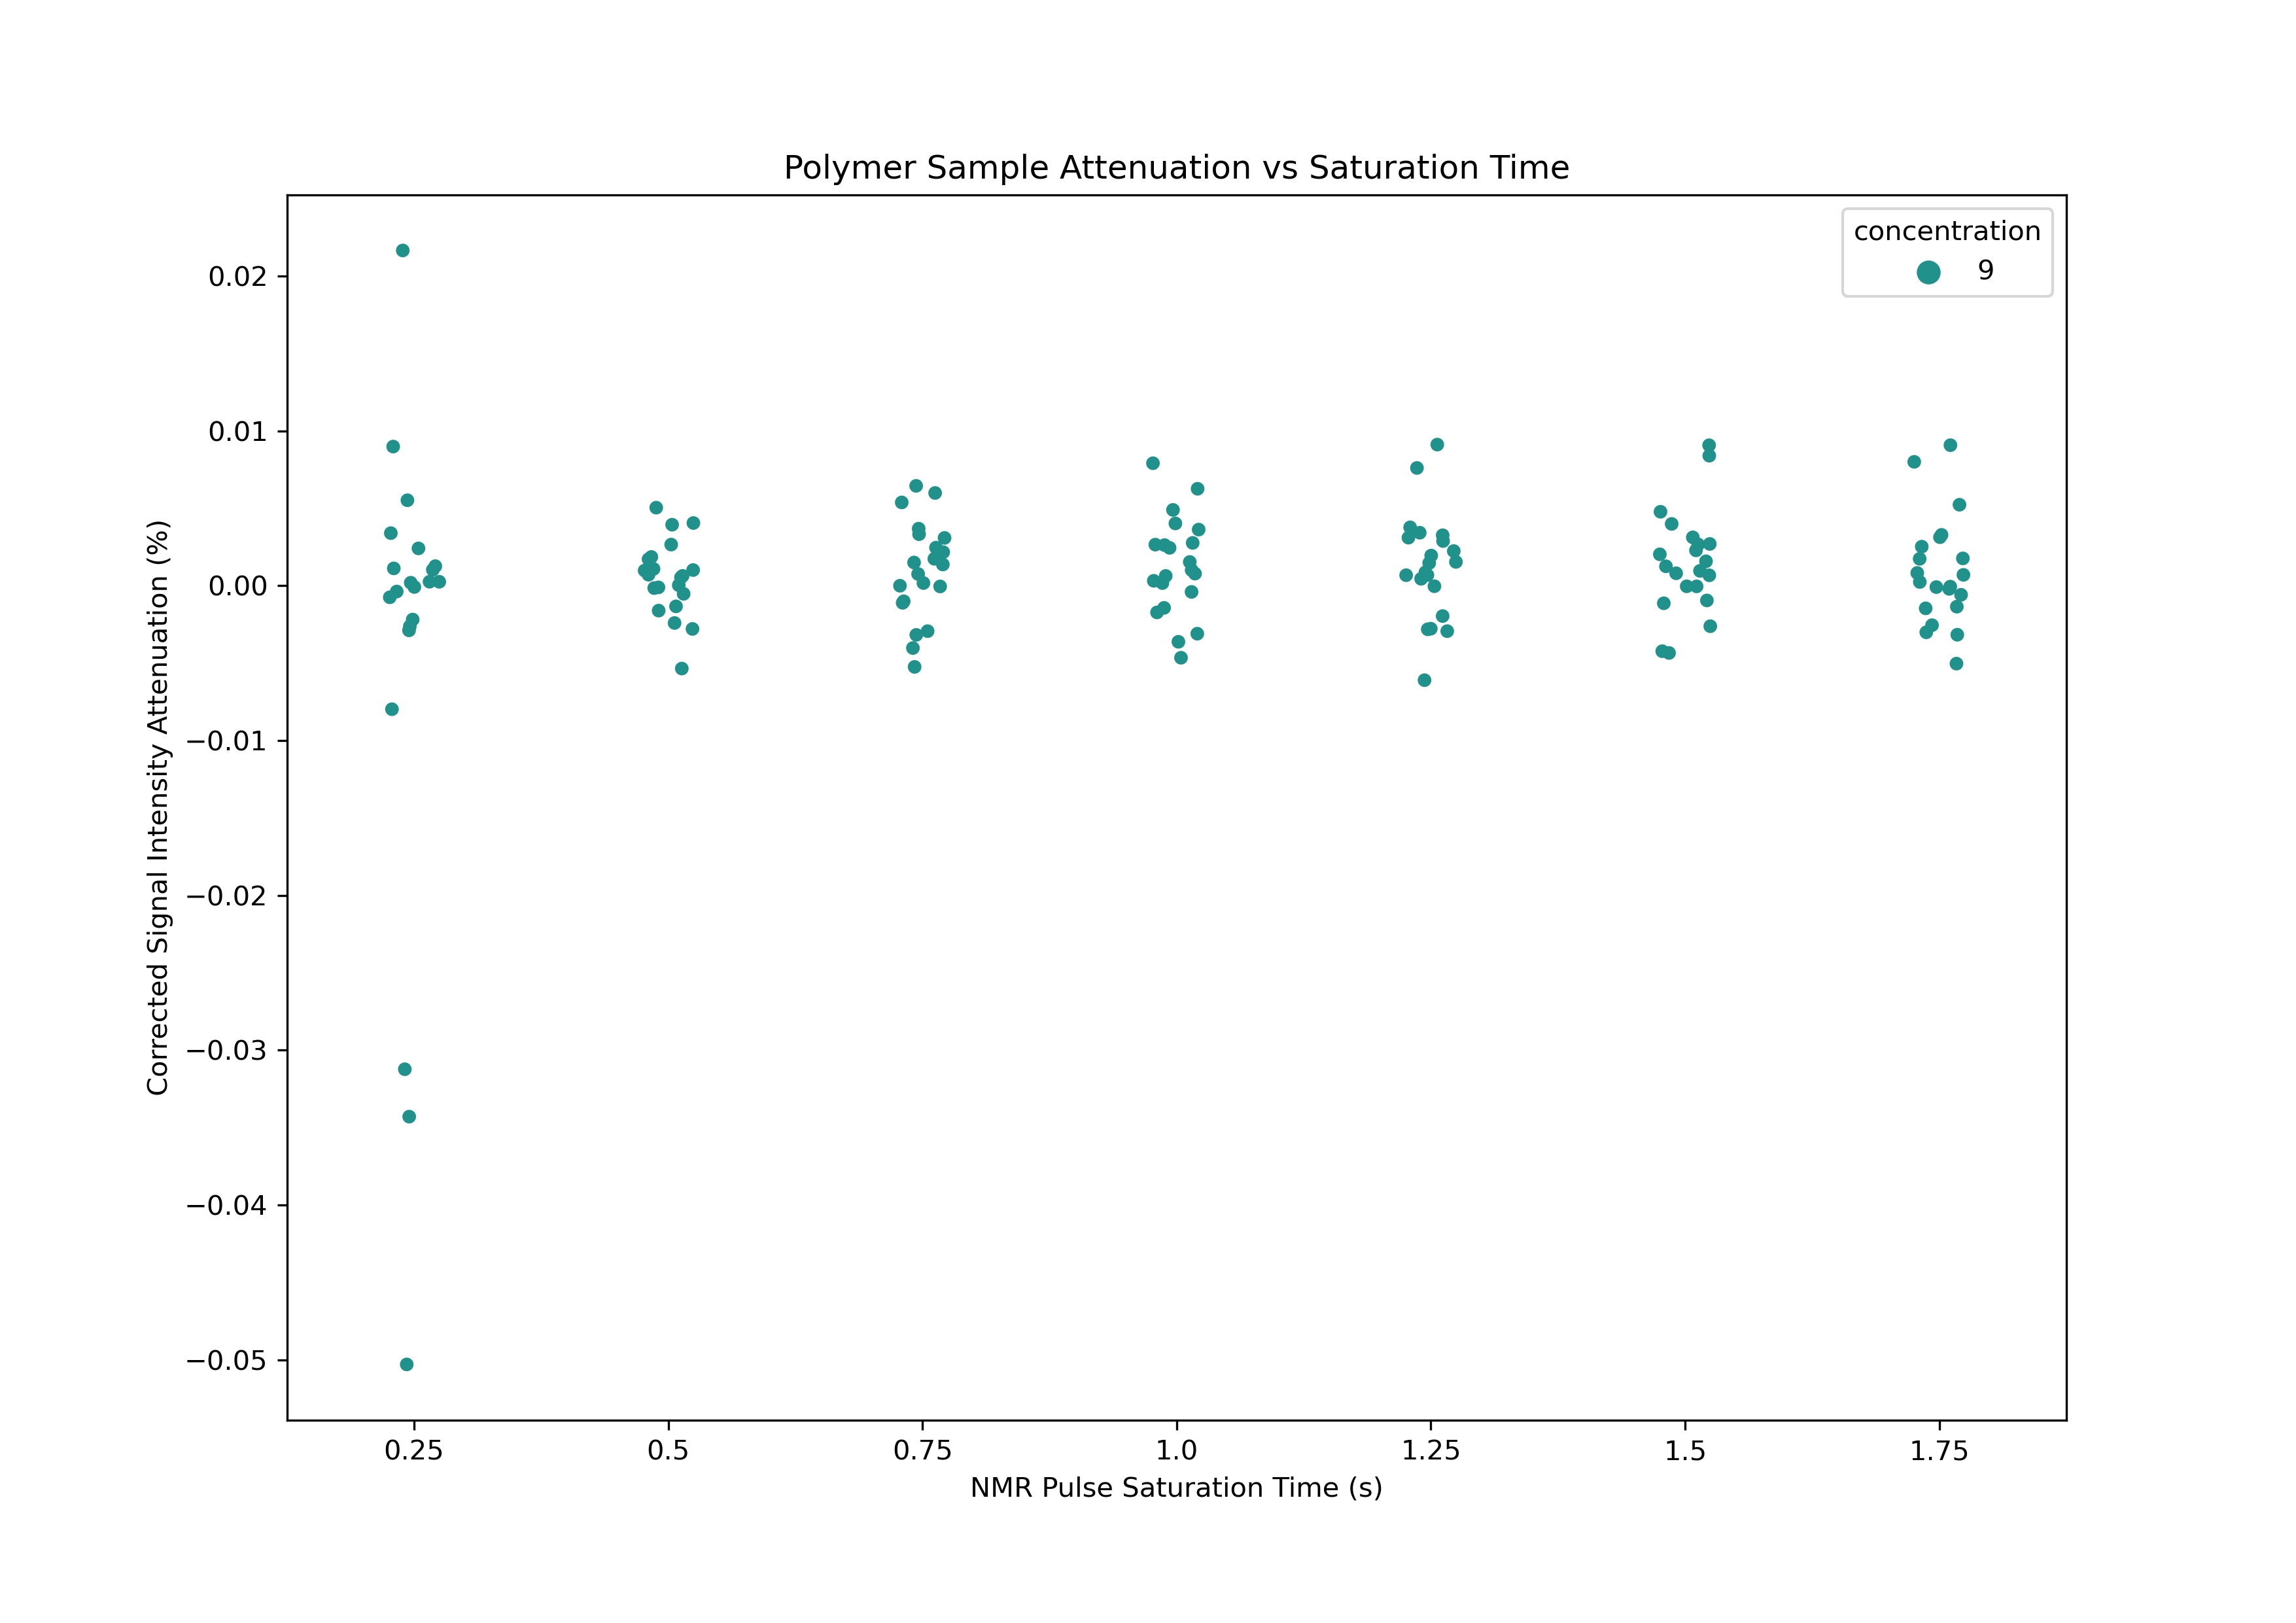 Polymer Sample Attenuation vs Saturation Time
concentration
9
Corrected Signal Intensity Attenuation (%)
0.02
0.01
0.00
−0.01
−0.02
−0.03
−0.04
−0.05
0.25 0.5 0.75 1.0 1.25 1.5 1.75
NMR Pulse Saturation Time (s)